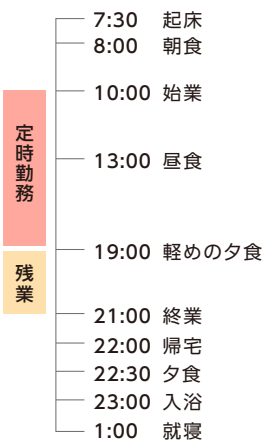 7:30 起床
8:00 朝食
10:00 始業
定時勤務
13:00 昼食
19:00 軽めの夕食
残業
21:00 終業
22:00 帰宅
22:30 夕食
23:00 入浴
1:00 就寝